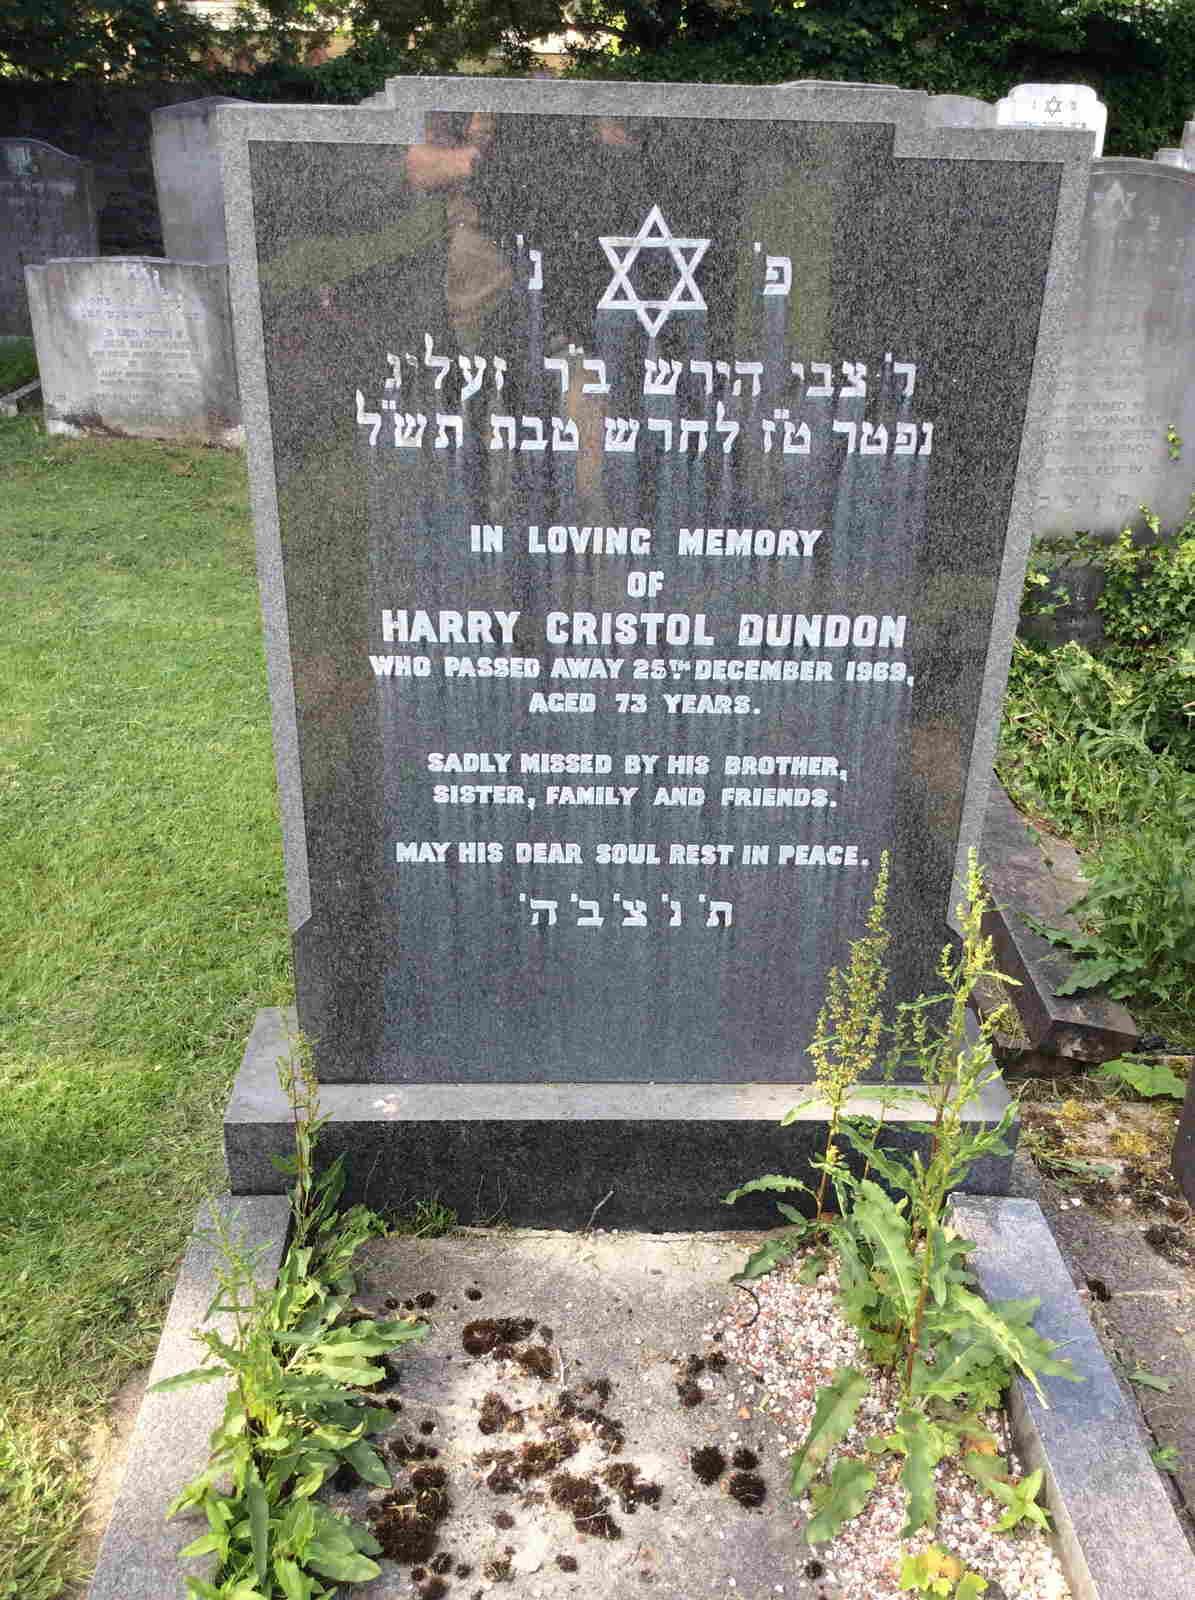 פ' נ'
ר' צבי הירש ב"ר זעליג
נפטר ט"ז לחרש טבת תש"ל
IN LOVING MEMORY
OF
HARRY CRISTOL DUNDON
WHO PASSED AWAY 25TH DECEMBER 1969,
AGED 73 YEARS.
SADLY MISSED BY HIS BROTHER,
SISTER, FAMILY AND FRIENDS.
MAY HIS DEAR SOUL REST IN PEACE.
ת' נ' צ' ב' ה'